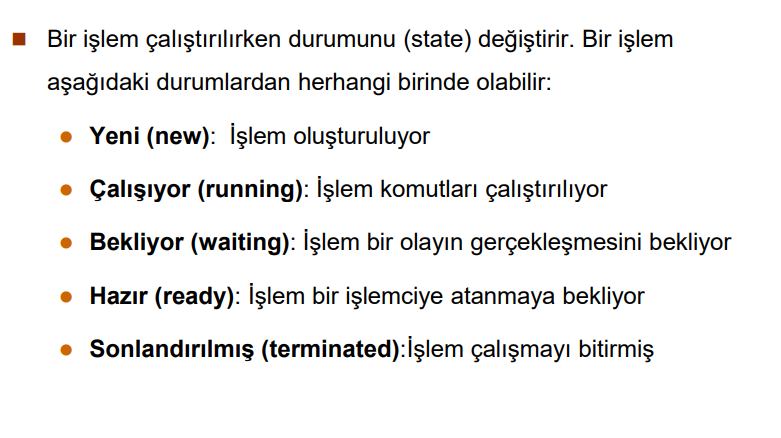 Bir işlem çalıştırılırken durumunu (state) değiştirir. Bir işlem
aşağıdaki durumlardan herhangi birinde olabilir:
Yeni (new): İşlem oluşturuluyor
Çalışıyor (running): İşlem komutları çalıştırılıyor
Bekliyor (waiting): İşlem bir olayın gerçekleşmesini bekliyor
Hazır (ready): İşlem bir işlemciye atanmaya bekliyor
Sonlandırılmış (terminated):İşlem çalışmayı bitirmiş